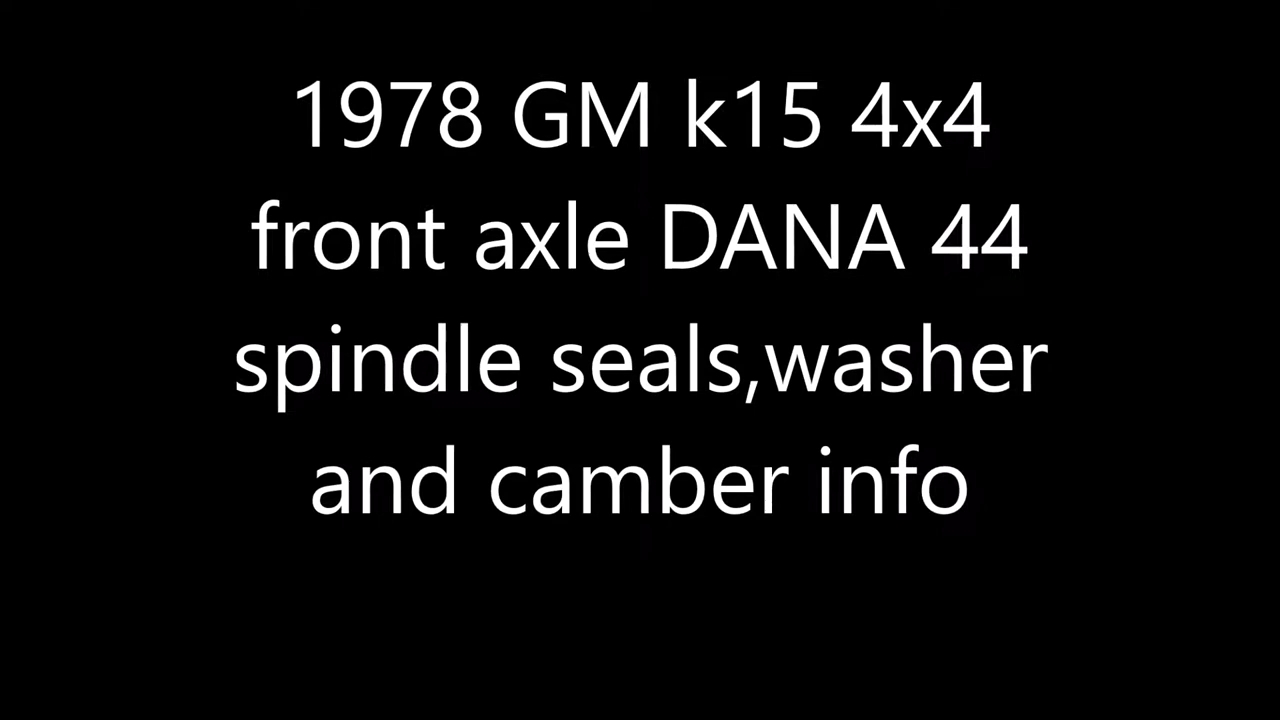 1978 GM k15 4x4
front axle DANA 44
spindle seals,washer
and camber info